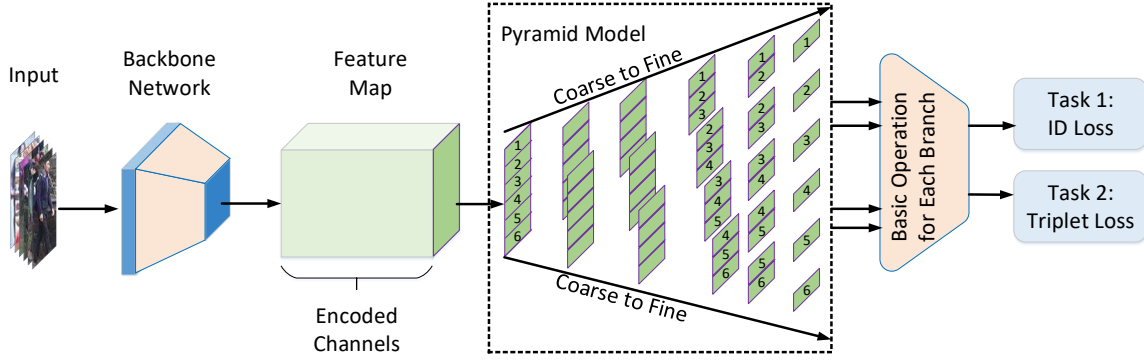 Input
Backbone
Network
Feature
Map
Encoded
Channels
Pyramid Model
Coarse to Fine
1
2
3
4
5
6
1
2
3
2
3
4
3
4
5
4
5
6
1
2
2
3
3
4
4
5
5
6
1
2
3
4
5
6
Coarse to Fine
Basic Operation
for Each Branch
Task 1:
ID Loss
Task 2:
Triplet Loss